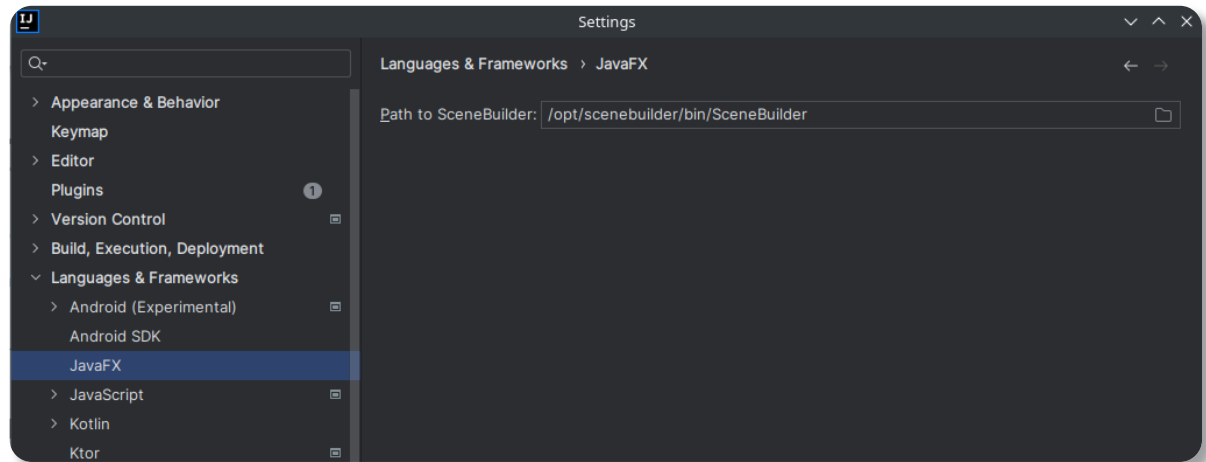 IJ
Settings
Languages & Frameworks › JavaFX
Path to SceneBuilder: /opt/scenebuilder/bin/SceneBuilder
Appearance & Behavior
Keymap
Editor
Plugins 1
Version Control
Build, Execution, Deployment
Languages & Frameworks
Android (Experimental)
Android SDK
JavaFX
JavaScript
Kotlin
Ktor